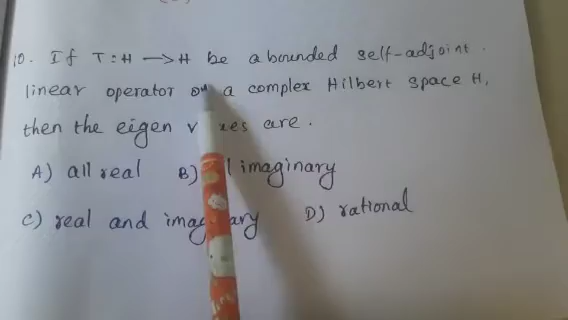 10. If T : H → H be a bounded self-adjoint.
linear operator on a complex Hilbert space H,
then the eigen are.
A) all real B) imaginary
C) real and D) rational